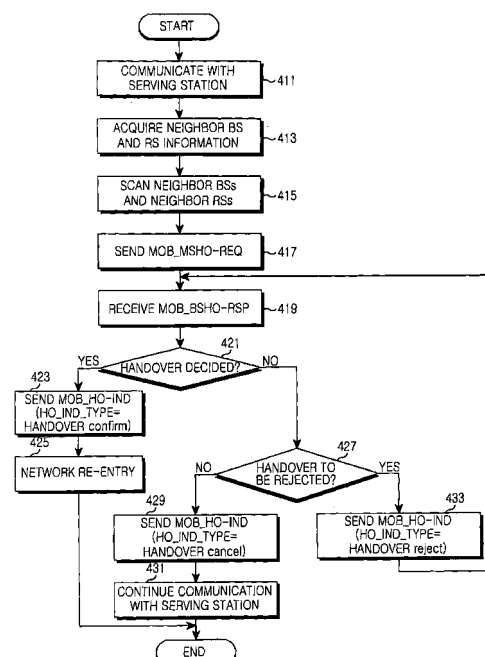 START
COMMUNICATE WITH
SERVING STATION
411
ACQUIRE NEIGHBOR BS
AND RS INFORMATION
413
SCAN NEIGHBOR BSs
AND NEIGHBOR RSs
415
SEND MOB_MSHO-REQ
417
RECEIVE MOB_BSHO-RSP
419
421
YES
HANDOVER DECIDED?
NO
423
SEND MOB_HO-IND
(HO_IND_TYPE=
HANDOVER confirm)
425
NETWORK RE-ENTRY
427
NO
HANDOVER TO
BE REJECTED?
YES
429
SEND MOB_HO-IND
(HO_IND_TYPE=
HANDOVER cancel)
433
SEND MOB_HO-IND
(HO_IND_TYPE=
HANDOVER reject)
431
CONTINUE COMMUNICATION
WITH SERVING STATION
END